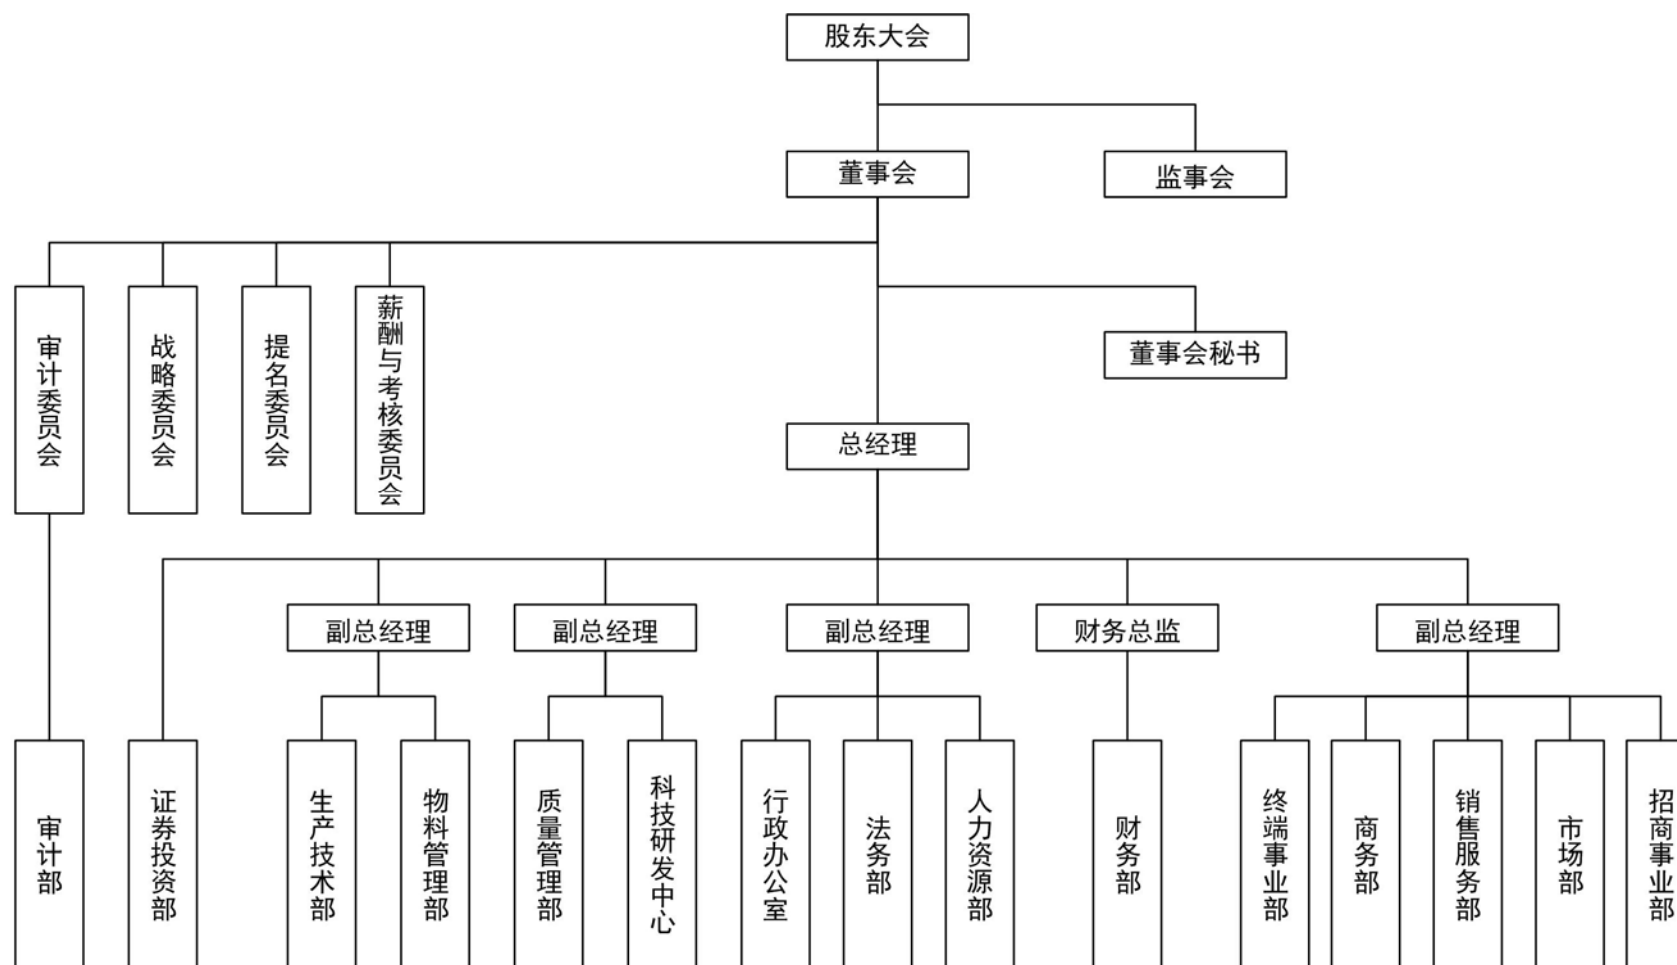 股东大会
董事会
监事会
审计委员会
战略委员会
提名委员会
薪酬与考核委员会
董事会秘书
总经理
副总经理
副总经理
副总经理
财务总监
副总经理
审计部
证券投资部
生产技术部
物料管理部
质量管理部
科技研发中心
行政办公室
法务部
人力资源部
财务部
终端事业部
商务部
销售服务部
市场部
招商事业部